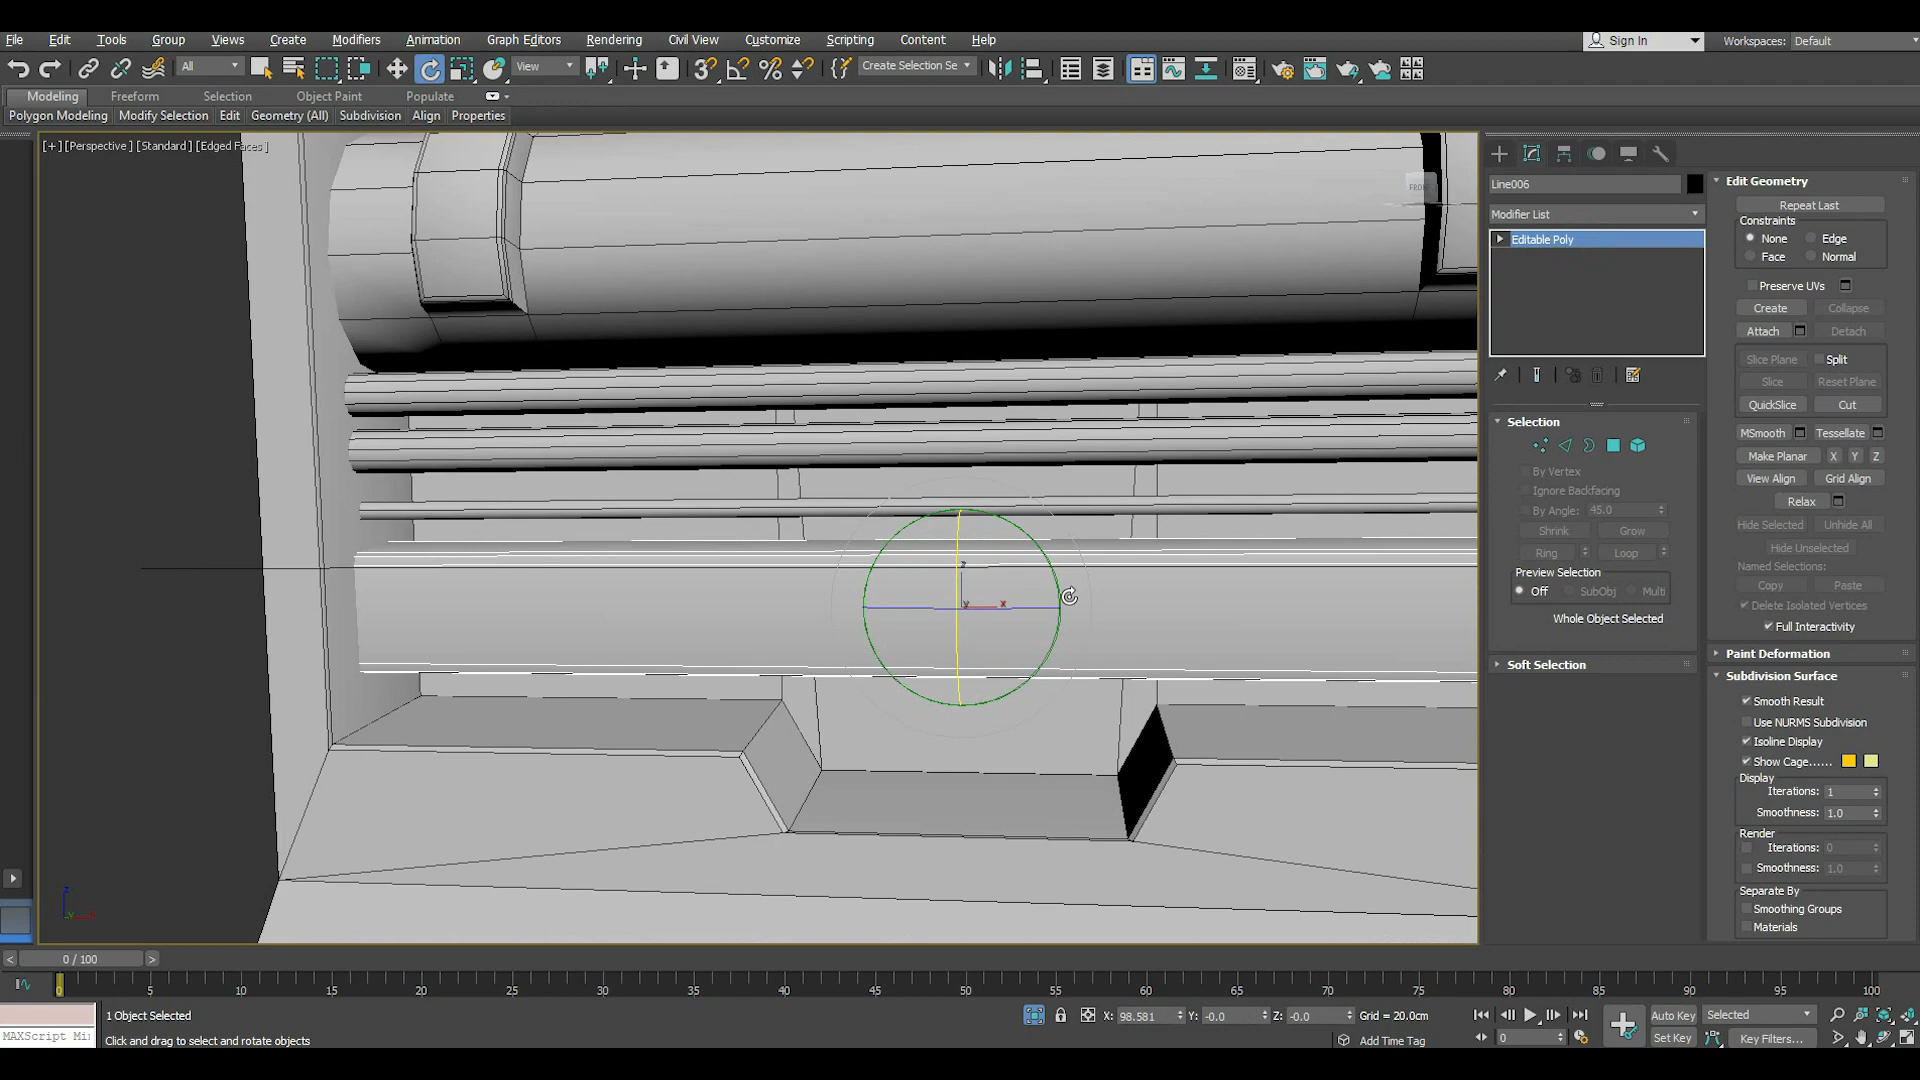 File Edit Tools Group Views Create Modifiers Animation Graph Editors Rendering Civil View Customize Scripting Content Help Sign In Workspaces: Default
All View Create Selection Se
Modeling Freeform Selection Object Paint Populate
Polygon Modeling Modify Selection Edit Geometry (All) Subdivision Align Properties
[+] [Perspective ] [Standard ] [Edged Faces ]
FRONT
z
y x
z
y
Line006
Modifier List
Editable Poly
Selection
By Vertex
Ignore Backfacing
By Angle: 45.0
Shrink Grow
Ring Loop
Preview Selection
Off SubObj Multi
Whole Object Selected
Soft Selection
Edit Geometry
Repeat Last
Constraints
None Edge
Face Normal
Preserve UVs
Create Collapse
Attach Detach
Slice Plane Split
Slice Reset Plane
QuickSlice Cut
MSmooth Tessellate
Make Planar X Y Z
View Align Grid Align
Relax
Hide Selected Unhide All
Hide Unselected
Named Selections:
Copy Paste
Delete Isolated Vertices
Full Interactivity
Paint Deformation
Subdivision Surface
Smooth Result
Use NURMS Subdivision
Isoline Display
Show Cage......
Display
Iterations: 1
Smoothness: 1.0
Render
Iterations: 0
Smoothness: 1.0
Separate By
Smoothing Groups
Materials
< 0 / 100 >
0 5 10 15 20 25 30 35 40 45 50 55 60 65 70 75 80 85 90 95 100
1 Object Selected X: 98.581 Y: -0.0 Z: -0.0 Grid = 20.0cm Auto Key Selected
MAXScript Mi Click and drag to select and rotate objects Add Time Tag 0 Set Key Key Filters...